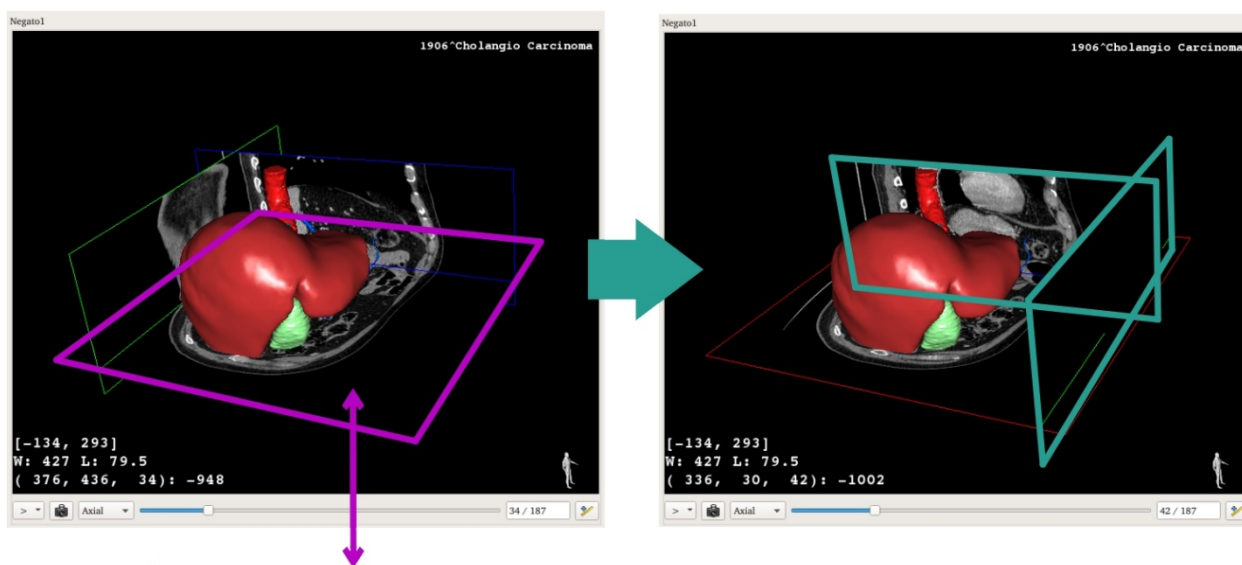 Negato1
1906^Cholangio Carcinoma
[-134, 293]
W: 427 L: 79.5
( 376, 436, 34): -948
>
Axial
34 / 187
Negato1
1906^Cholangio Carcinoma
[-134, 293]
W: 427 L: 79.5
( 336, 30, 42): -1002
>
Axial
42 / 187